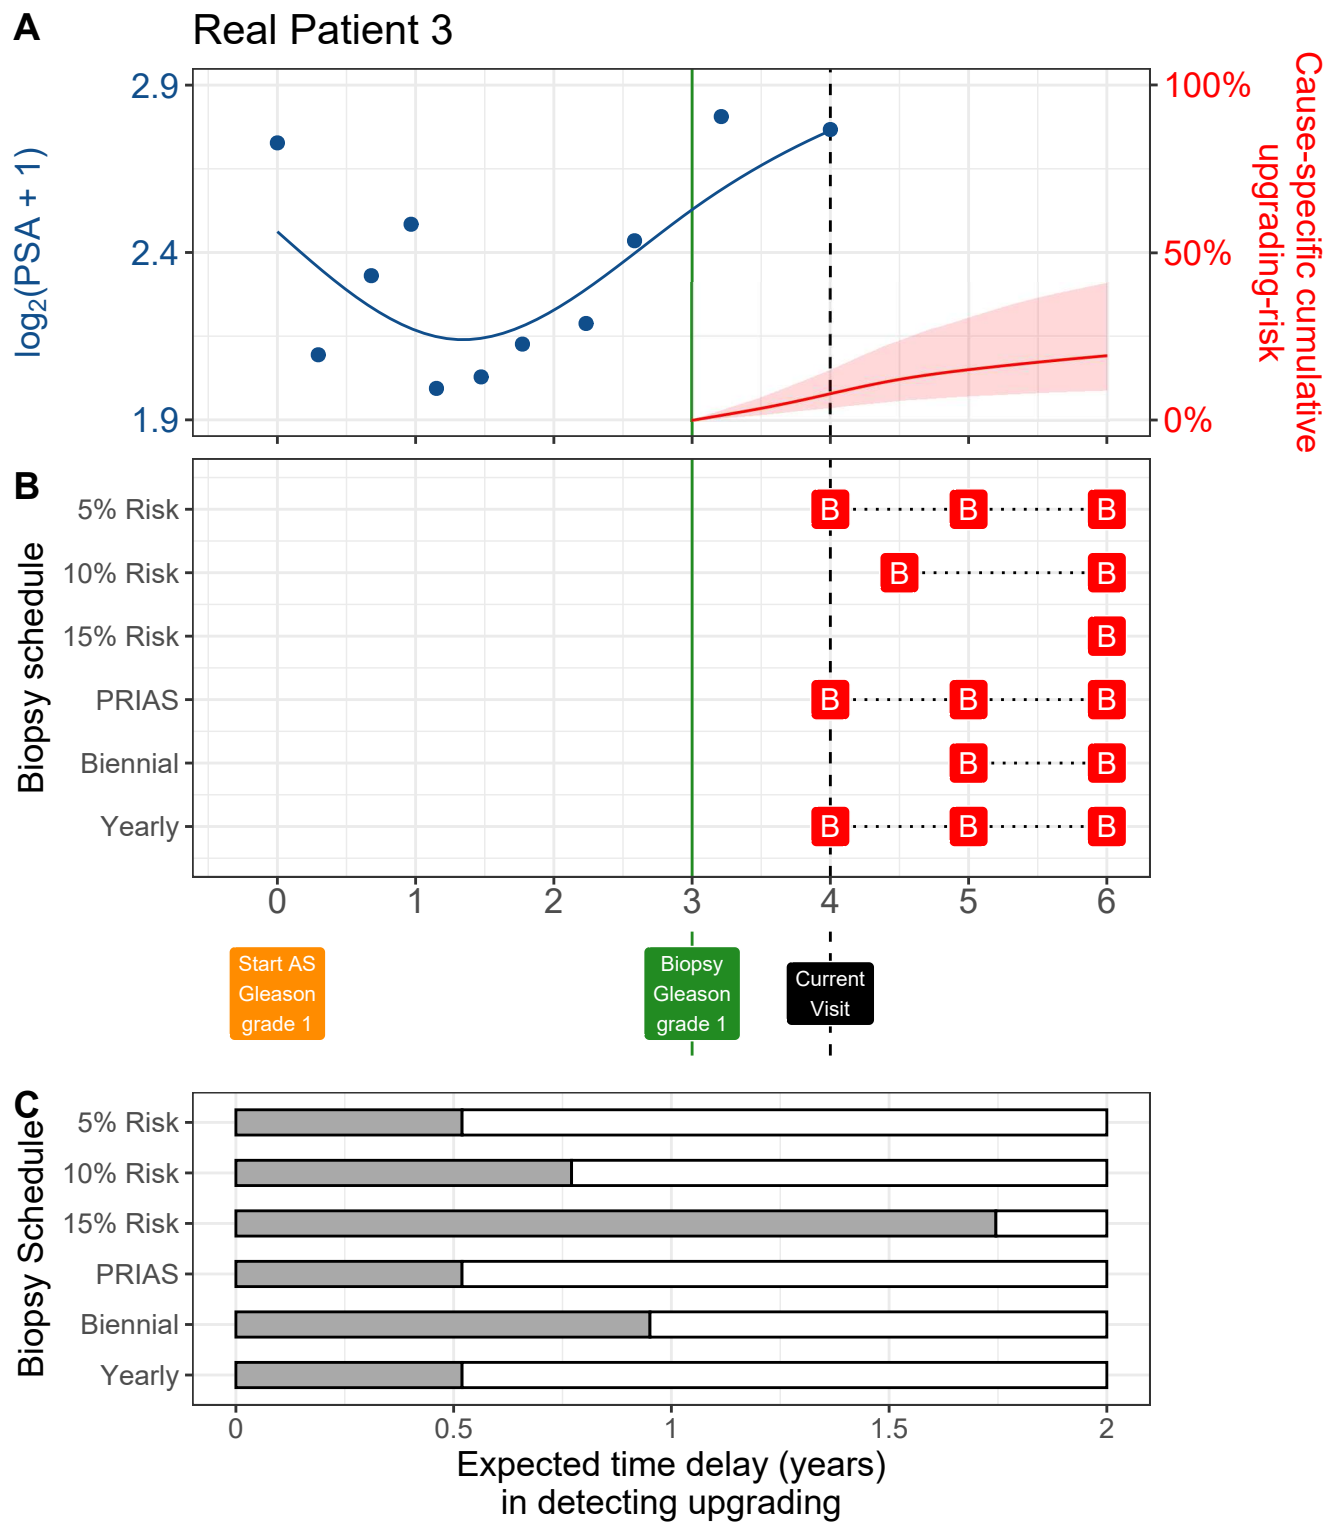 A
Real Patient 3
2.9
2.4
1.9
log₂(PSA + 1)
100%
50%
0%
Cause-specific cumulative
upgrading-risk
B
Biopsy schedule
5% Risk
B B B
10% Risk
B B
15% Risk
B
PRIAS
B B B
Biennial
B B
Yearly
B B B
0 1 2 3 4 5 6
Start AS
Gleason
grade 1
Biopsy
Gleason
grade 1
Current
Visit
C
Biopsy Schedule
5% Risk
10% Risk
15% Risk
PRIAS
Biennial
Yearly
0 0.5 1 1.5 2
Expected time delay (years)
in detecting upgrading